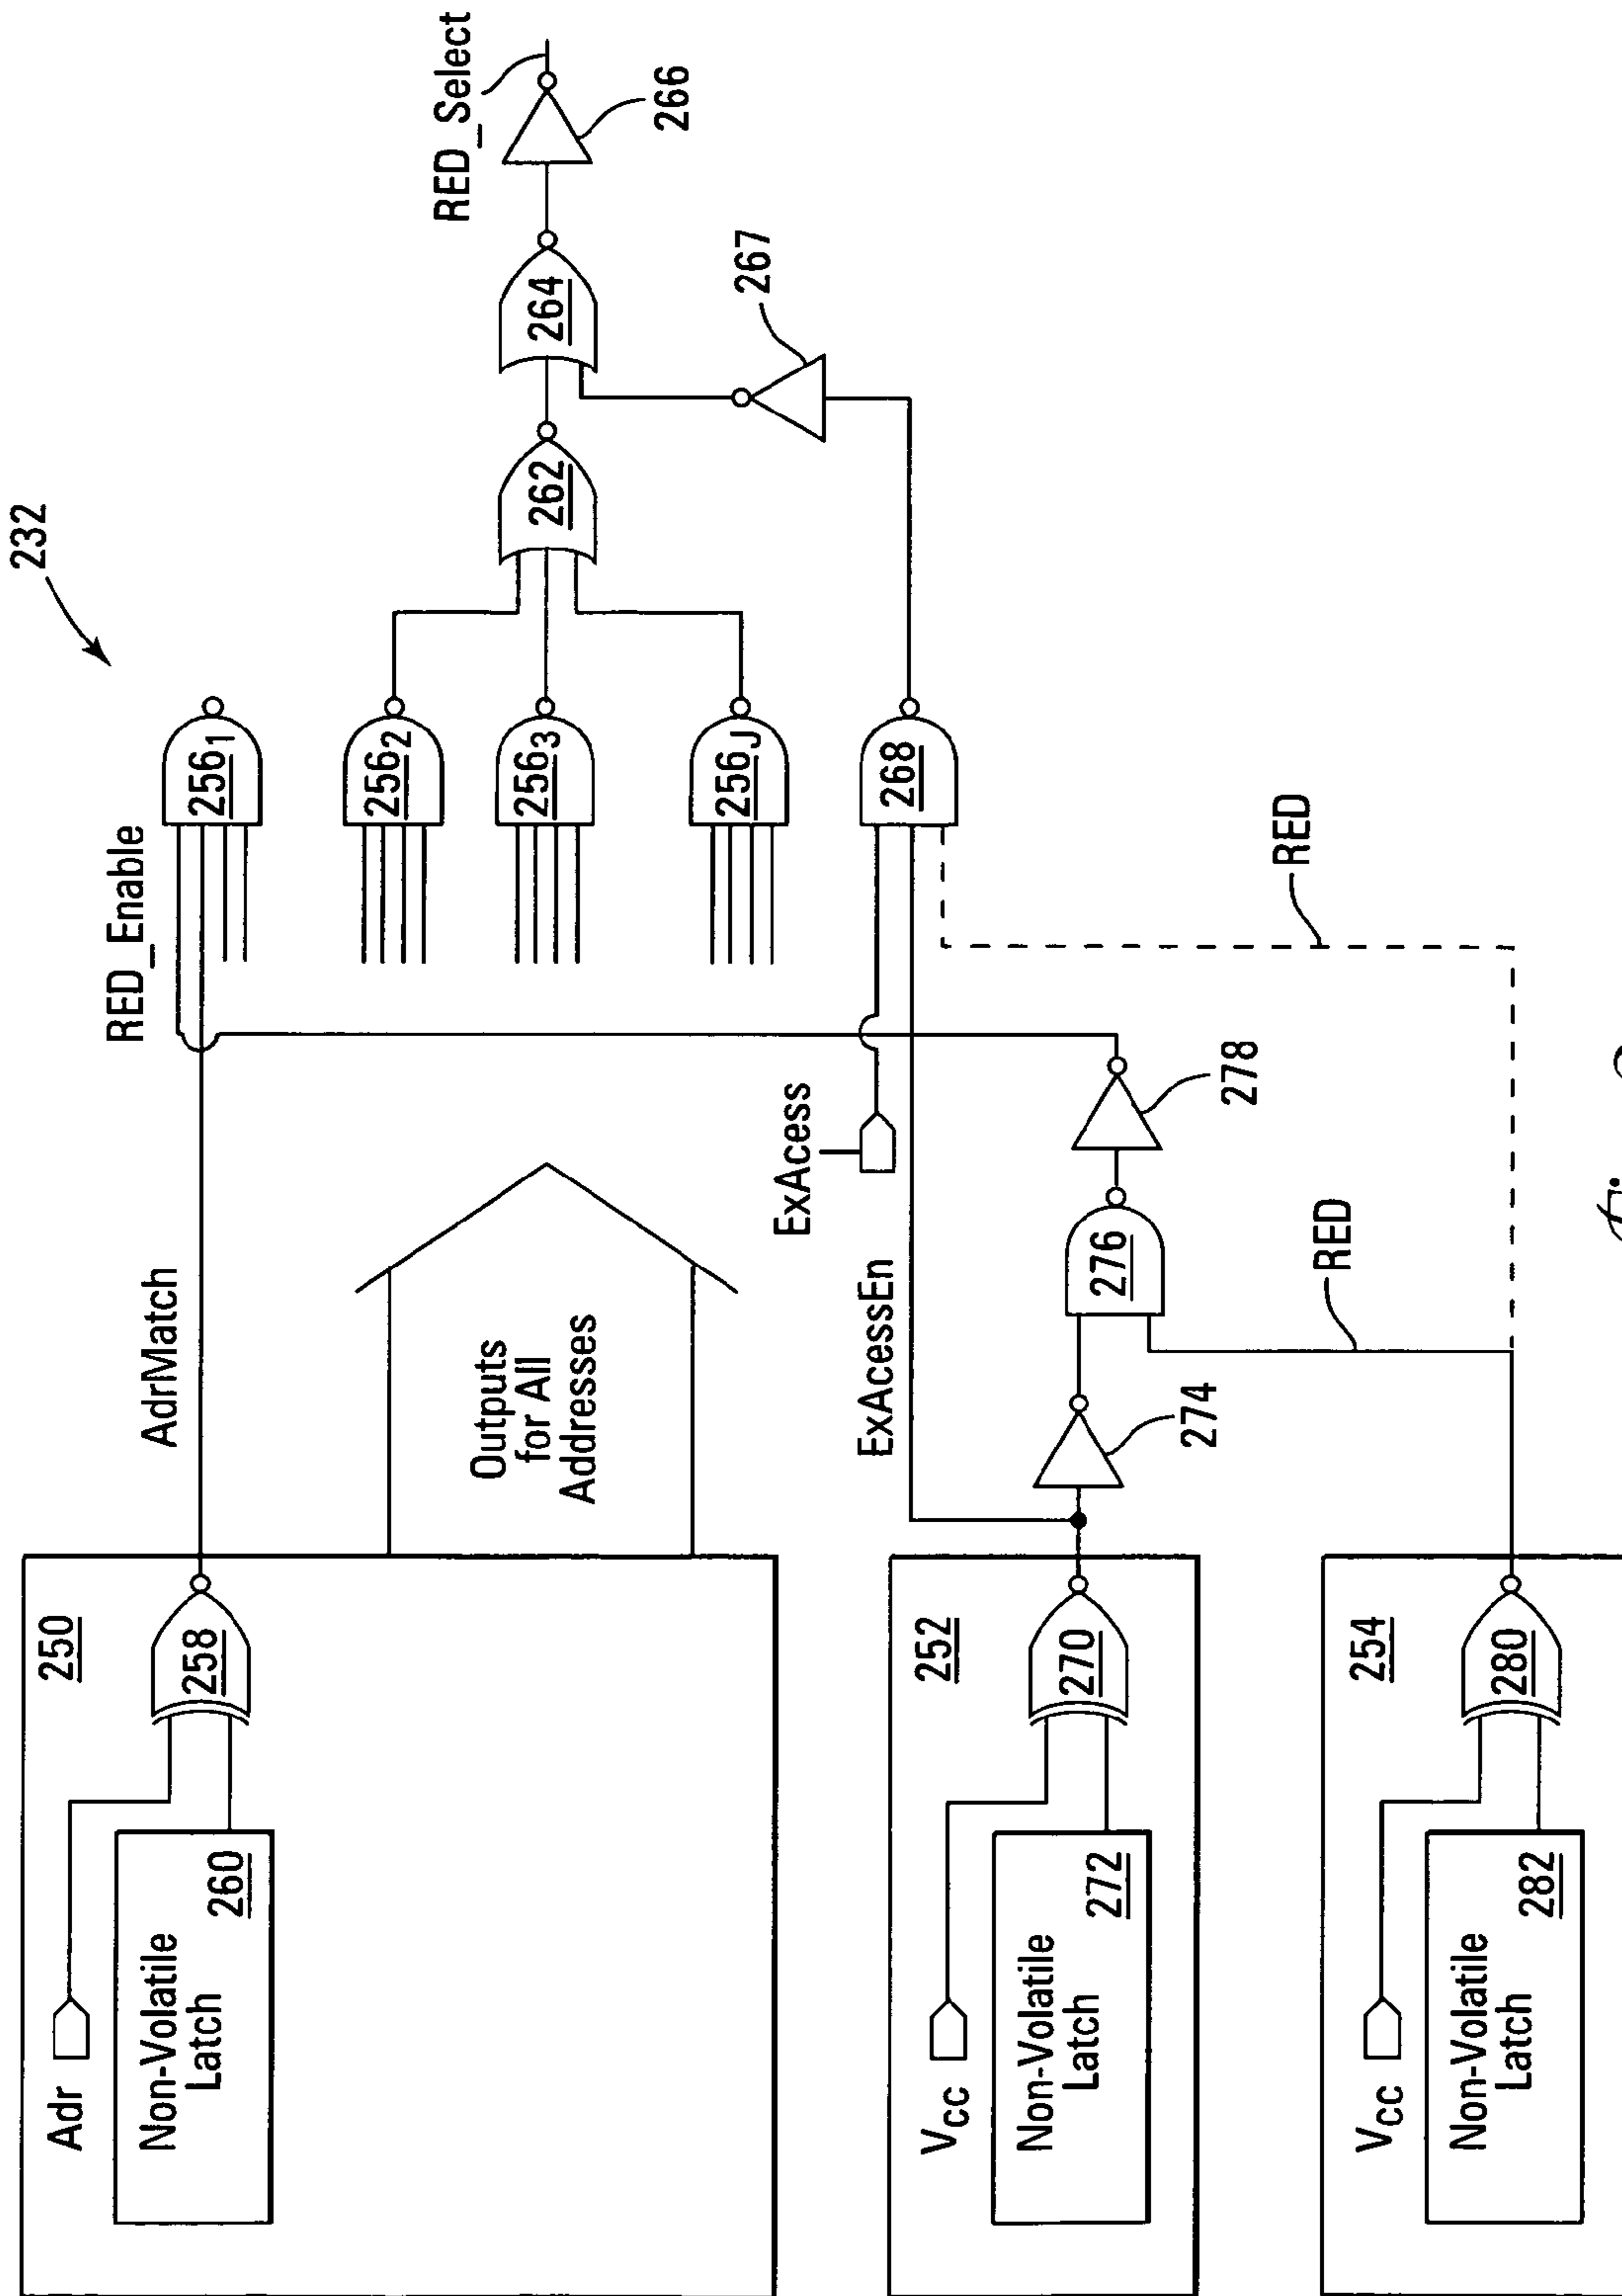 232
250
Adr
Non-Volatile
Latch
260
258
AdrMatch
Outputs
for All
Addresses
RED_Enable
256₁
256₂
256₃
256J
262
264
RED_Select
266
267
268
ExAcess
ExAcessEn
252
VCC
Non-Volatile
Latch
272
270
274
276
278
RED
RED
254
VCC
Non-Volatile
Latch
282
280